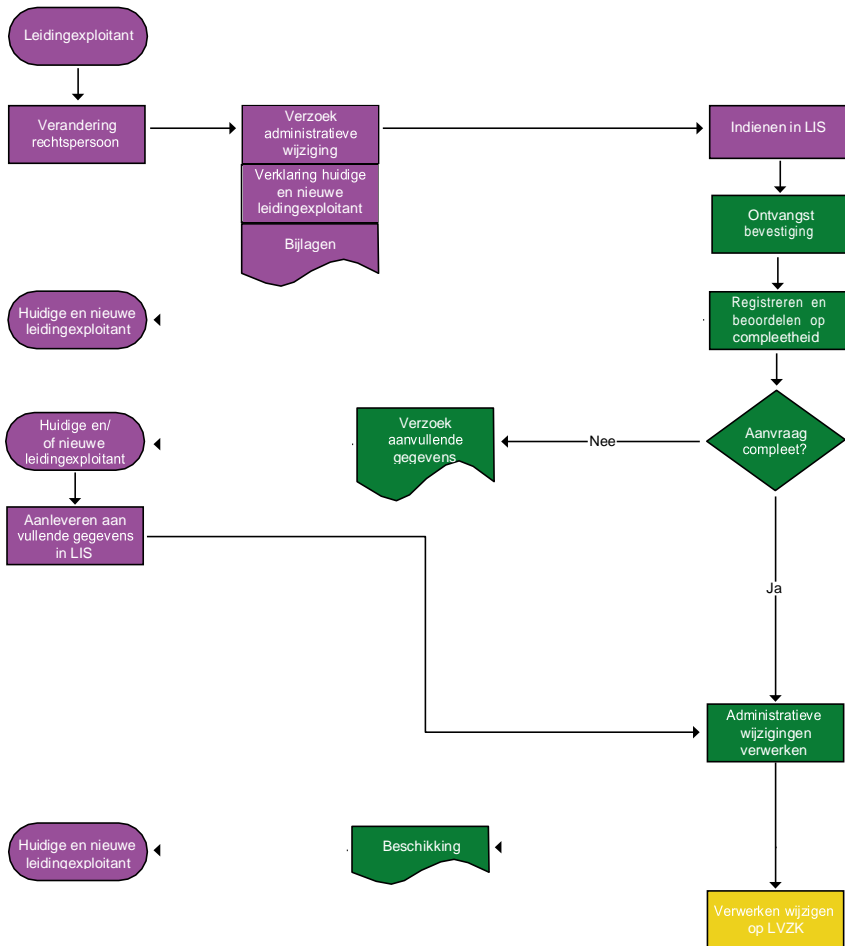 Leidingexploitant
Verandering
rechtspersoon
Verzoek
administratieve
wijziging
Verklaring huidige
en nieuwe
leidingexploitant
Bijlagen
Indienen in LIS
Ontvangst
bevestiging
Huidige en nieuwe
leidingexploitant
Registreren en
beoordelen op
compleetheid
Huidige en/
of nieuwe
leidingexploitant
Verzoek
aanvullende
gegevens
Nee
Aanvraag
compleet?
Aanleveren aan
vullende gegevens
in LIS
Ja
Administratieve
wijzigingen
verwerken
Huidige en nieuwe
leidingexploitant
Beschikking
Verwerken wijzigen
op LVZK